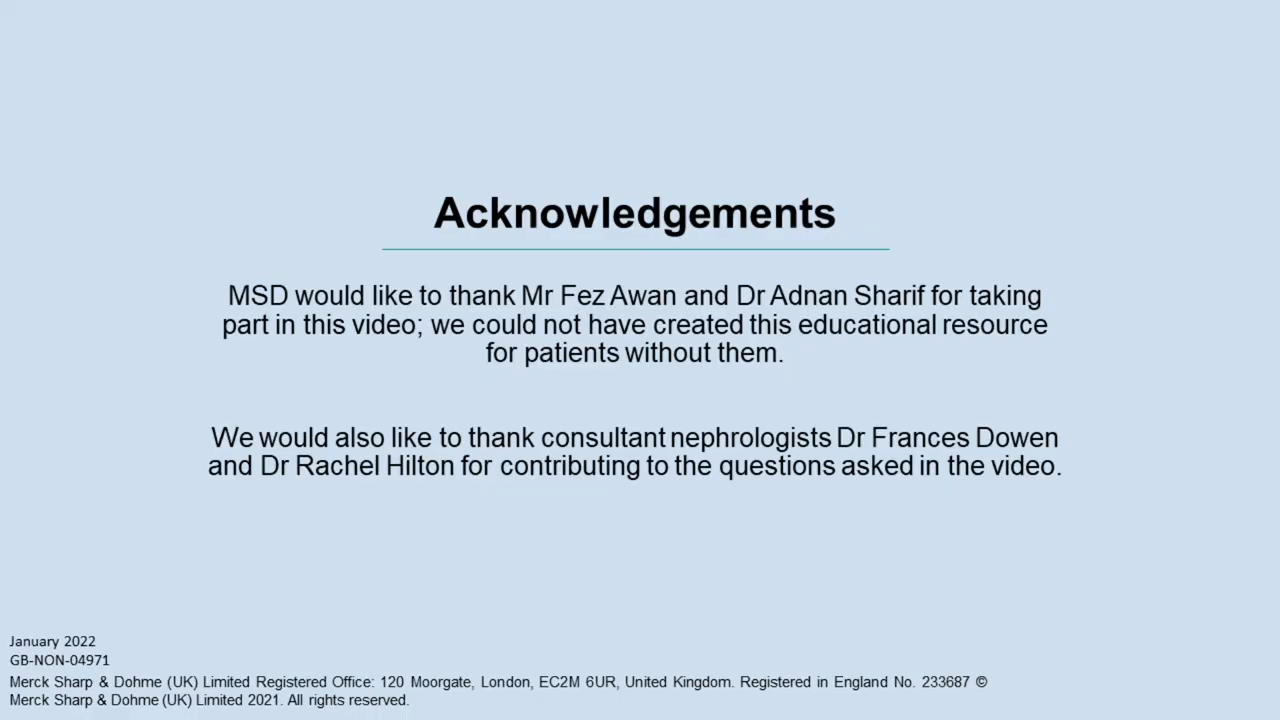 Acknowledgements
MSD would like to thank Mr Fez Awan and Dr Adnan Sharif for taking
part in this video; we could not have created this educational resource
for patients without them.
We would also like to thank consultant nephrologists Dr Frances Dowen
and Dr Rachel Hilton for contributing to the questions asked in the video.
January 2022
GB-NON-04971
Merck Sharp & Dohme (UK) Limited Registered Office: 120 Moorgate, London, EC2M 6UR, United Kingdom. Registered in England No. 233687 ©
Merck Sharp & Dohme (UK) Limited 2021. All rights reserved.